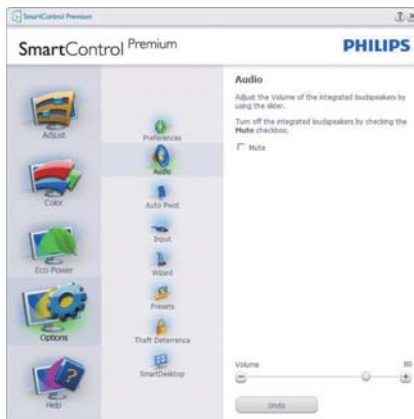 SmartControl Premium
SmartControl Premium
PHILIPS
Adjust
Color
Eco Power
Options
Help
Preferences
Audio
Auto Pivot
Input
Wizard
Presets
Theft Deterrence
SmartDesktop
Audio
Adjust the Volume of the integrated loudspeakers by
using the slider.
Turn off the integrated loudspeakers by checking the
Mute checkbox.
Mute
Volume
80
Undo